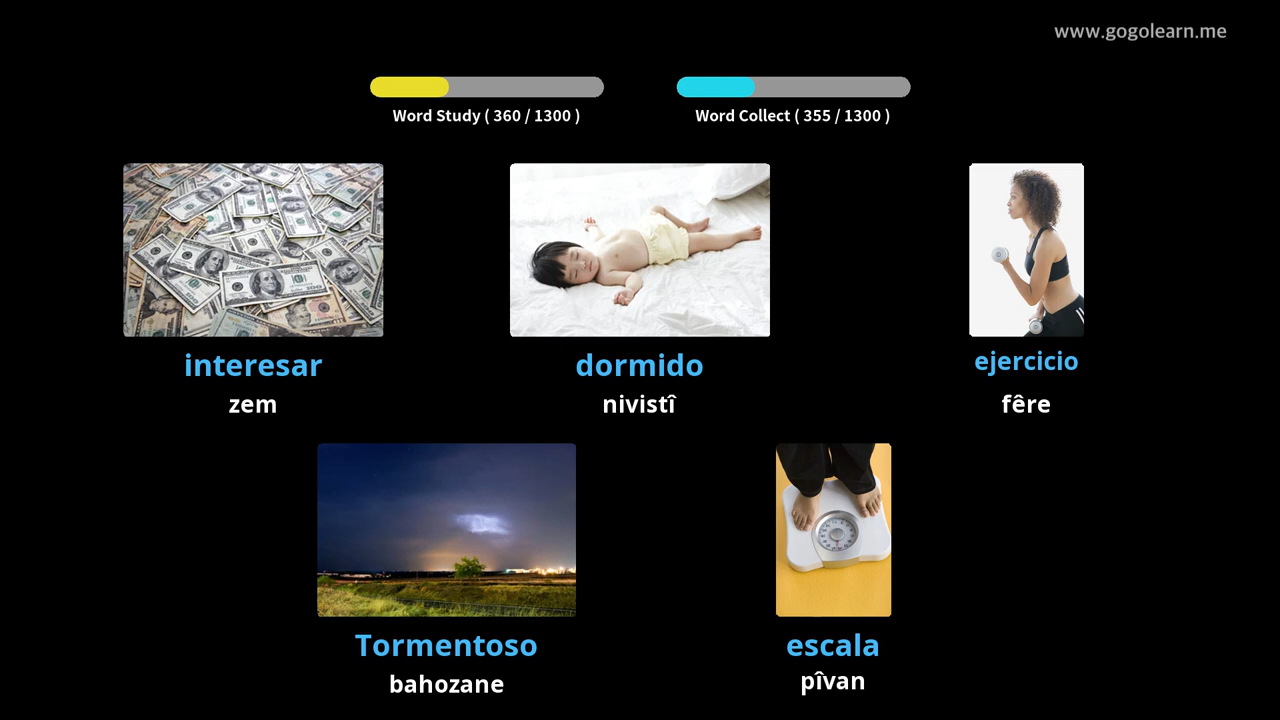 www.gogolearn.me
Word Study ( 360 / 1300 )
Word Collect ( 355 / 1300 )
interesar
zem
dormido
nivistî
ejercicio
fêre
Tormentoso
bahozane
escala
pîvan